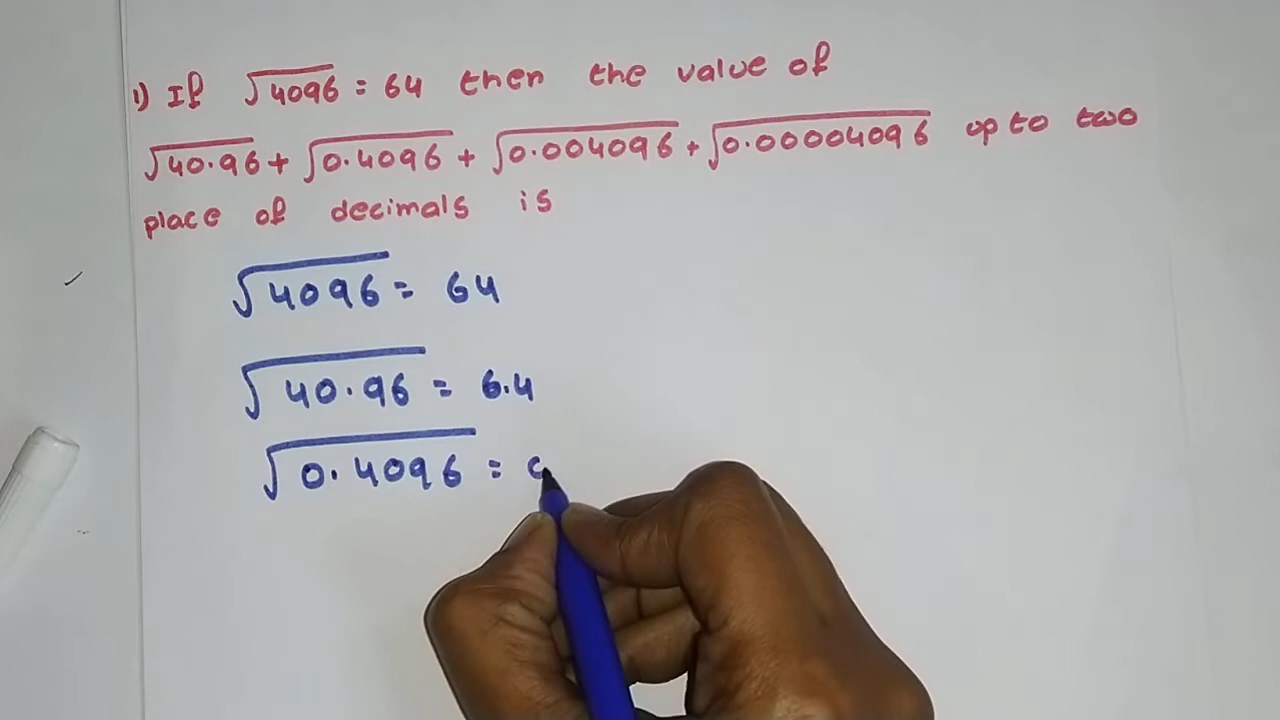 1) If √4096 = 64 then the value of
√40.96 + √0.4096 + √0.004096 + √0.00004096 up to two
place of decimals is
√4096 = 64
√40.96 = 6.4
√0.4096 =